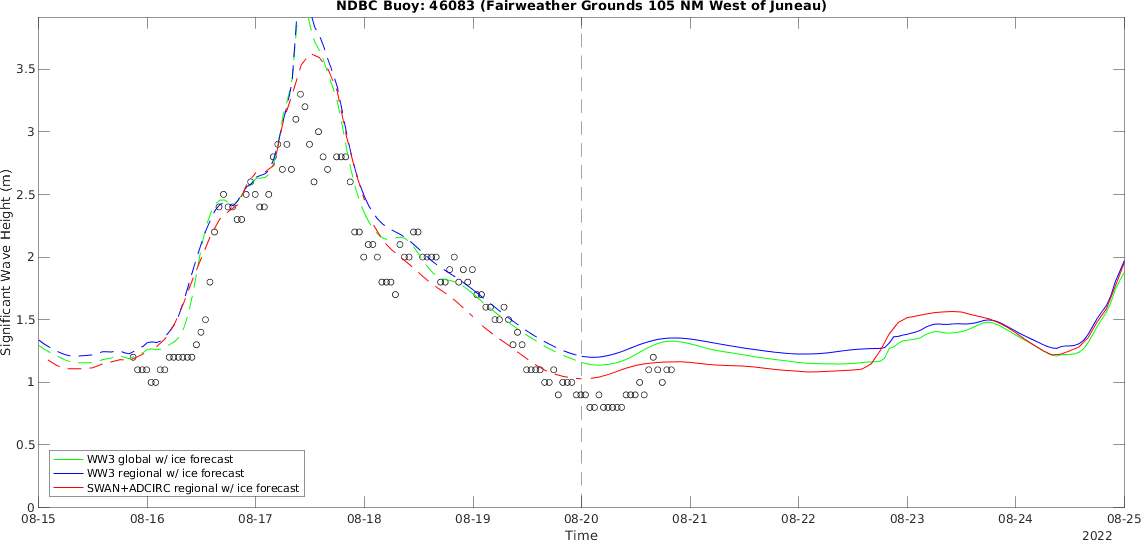 NDBC Buoy: 46083 (Fairweather Grounds 105 NM West of Juneau)
Significant Wave Height (m)
3.5
3
2.5
2
1.5
1
0.5
0
WW3 global w/ ice forecast
WW3 regional w/ ice forecast
SWAN+ADCIRC regional w/ ice forecast
08-15 08-16 08-17 08-18 08-19 08-20 08-21 08-22 08-23 08-24 08-25
Time
2022